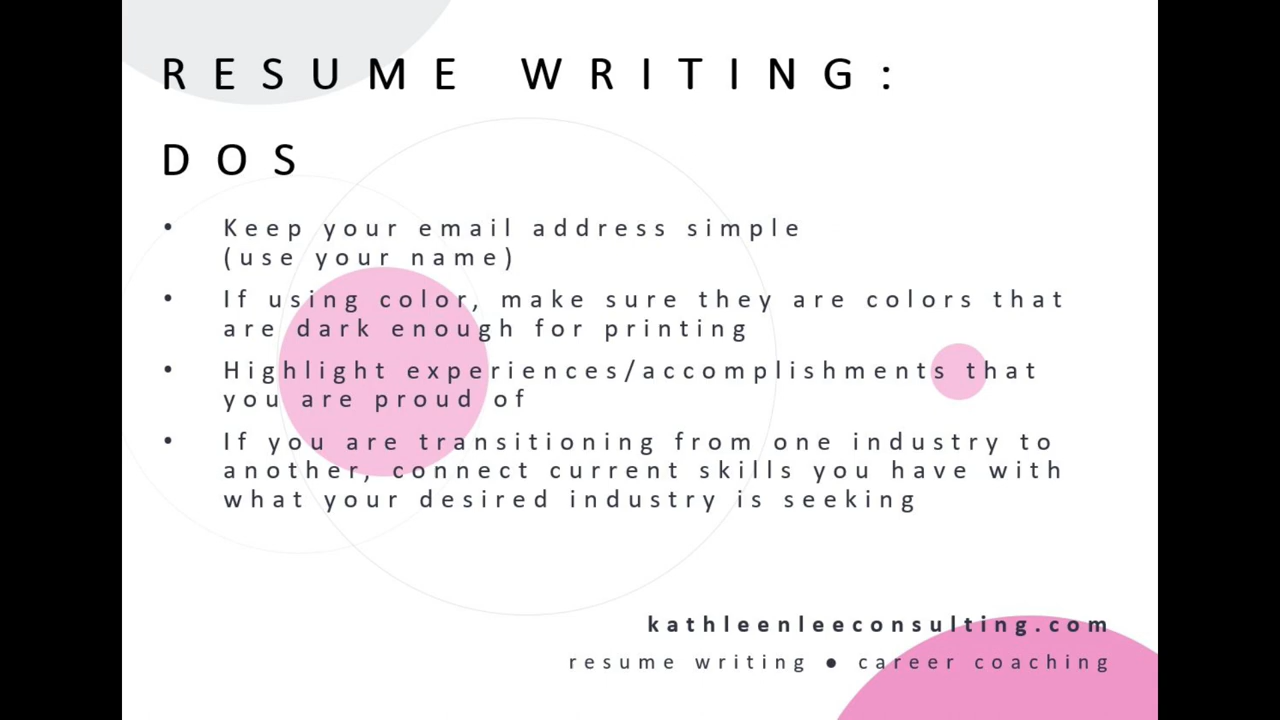 RESUME WRITING:
DOS
• Keep your email address simple
(use your name)
• If using color, make sure they are colors that
are dark enough for printing
• Highlight experiences/accomplishments that
you are proud of
• If you are transitioning from one industry to
another, connect current skills you have with
what your desired industry is seeking
kathleenleeconsulting.com
resume writing ● career coaching